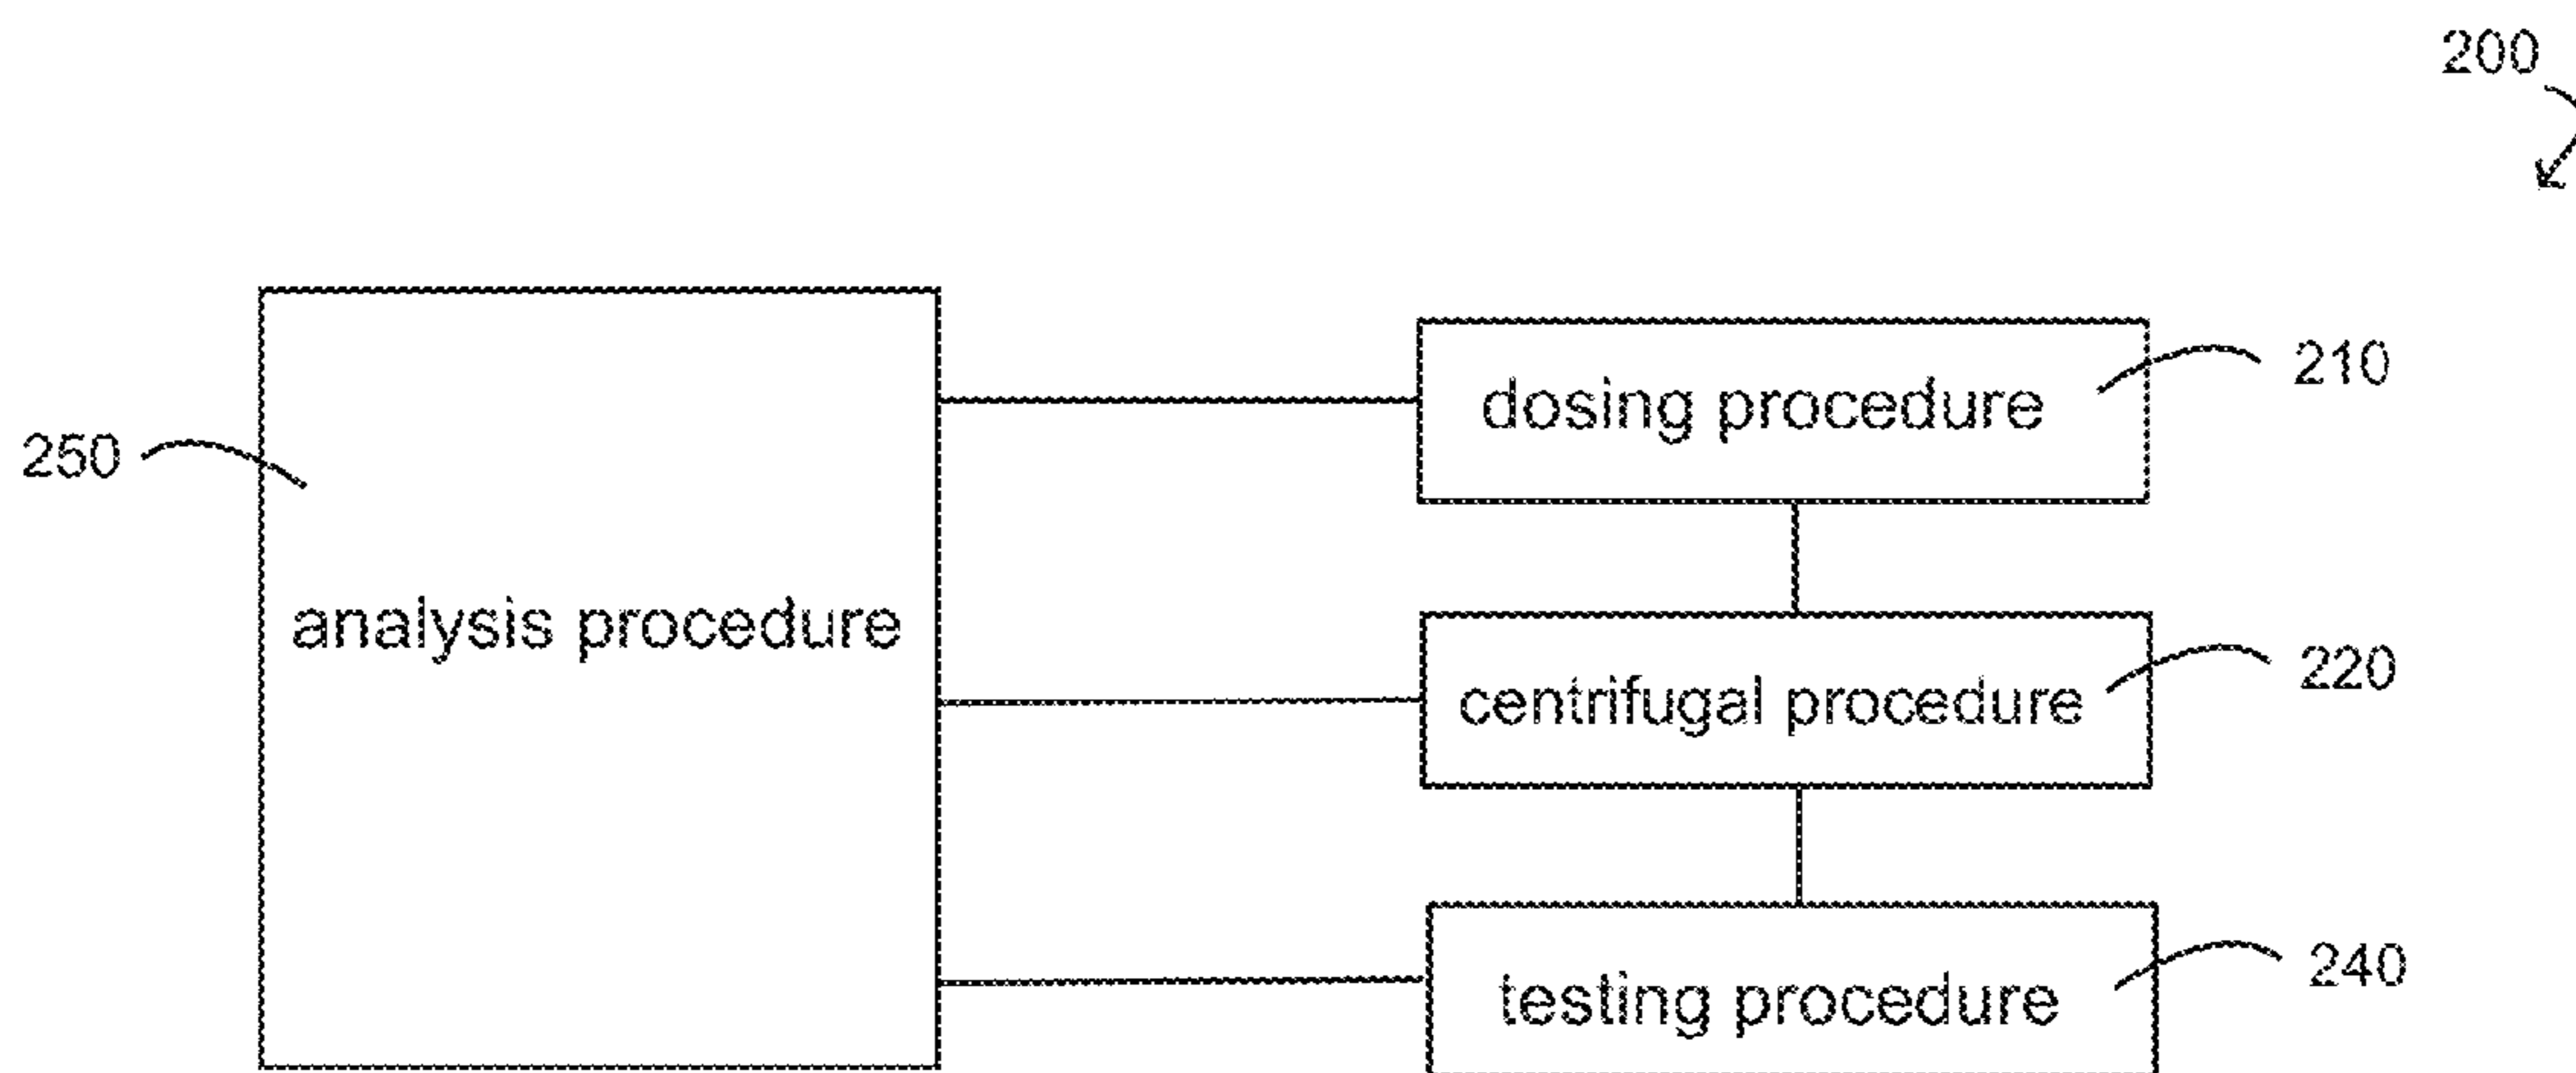 200
dosing procedure
210
250
analysis procedure
centrifugal procedure
220
testing procedure
240